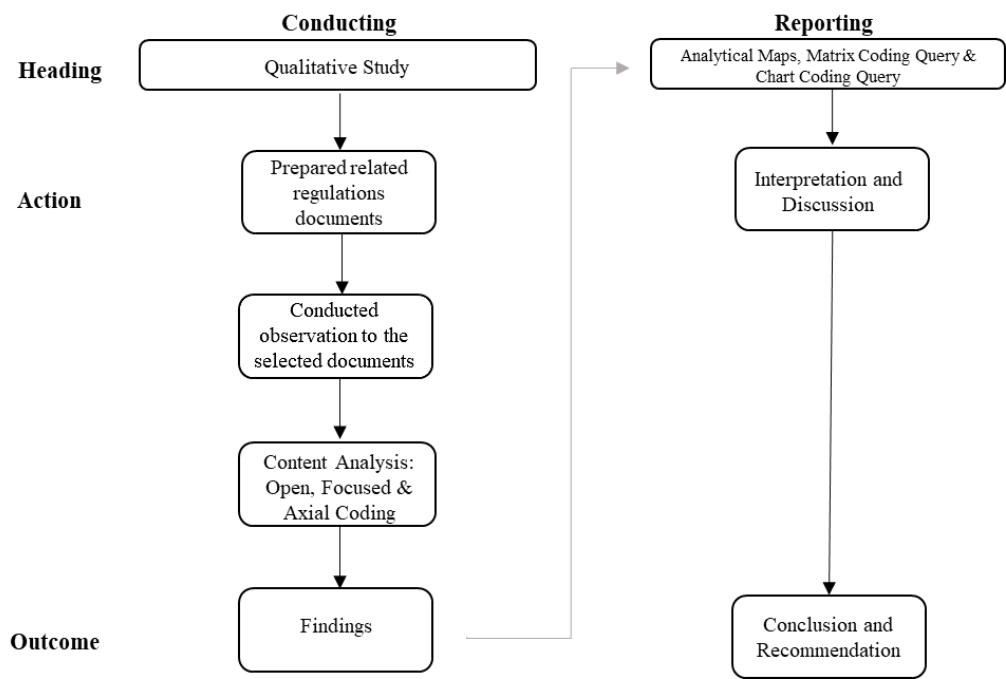 Conducting
Reporting
Heading
Qualitative Study
Analytical Maps, Matrix Coding Query &
Chart Coding Query
Action
Prepared related
regulations
documents
Interpretation and
Discussion
Conducted
observation to the
selected documents
Content Analysis:
Open, Focused &
Axial Coding
Outcome
Findings
Conclusion and
Recommendation